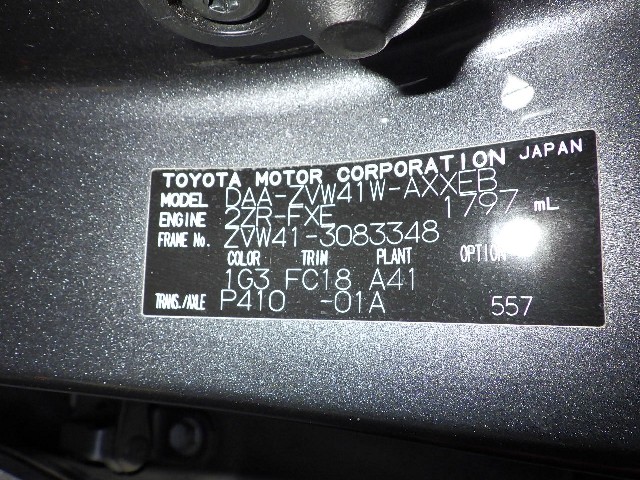 TOYOTA MOTOR CORPORATION JAPAN
MODEL DAA-ZVW41W-AXXEB
ENGINE 2ZR-FXE 1797 mL
FRAME No. ZVW41-3083348
COLOR TRIM PLANT OPTION
1G3 FC18 A41
TRANS./AXLE P410 -01A 557